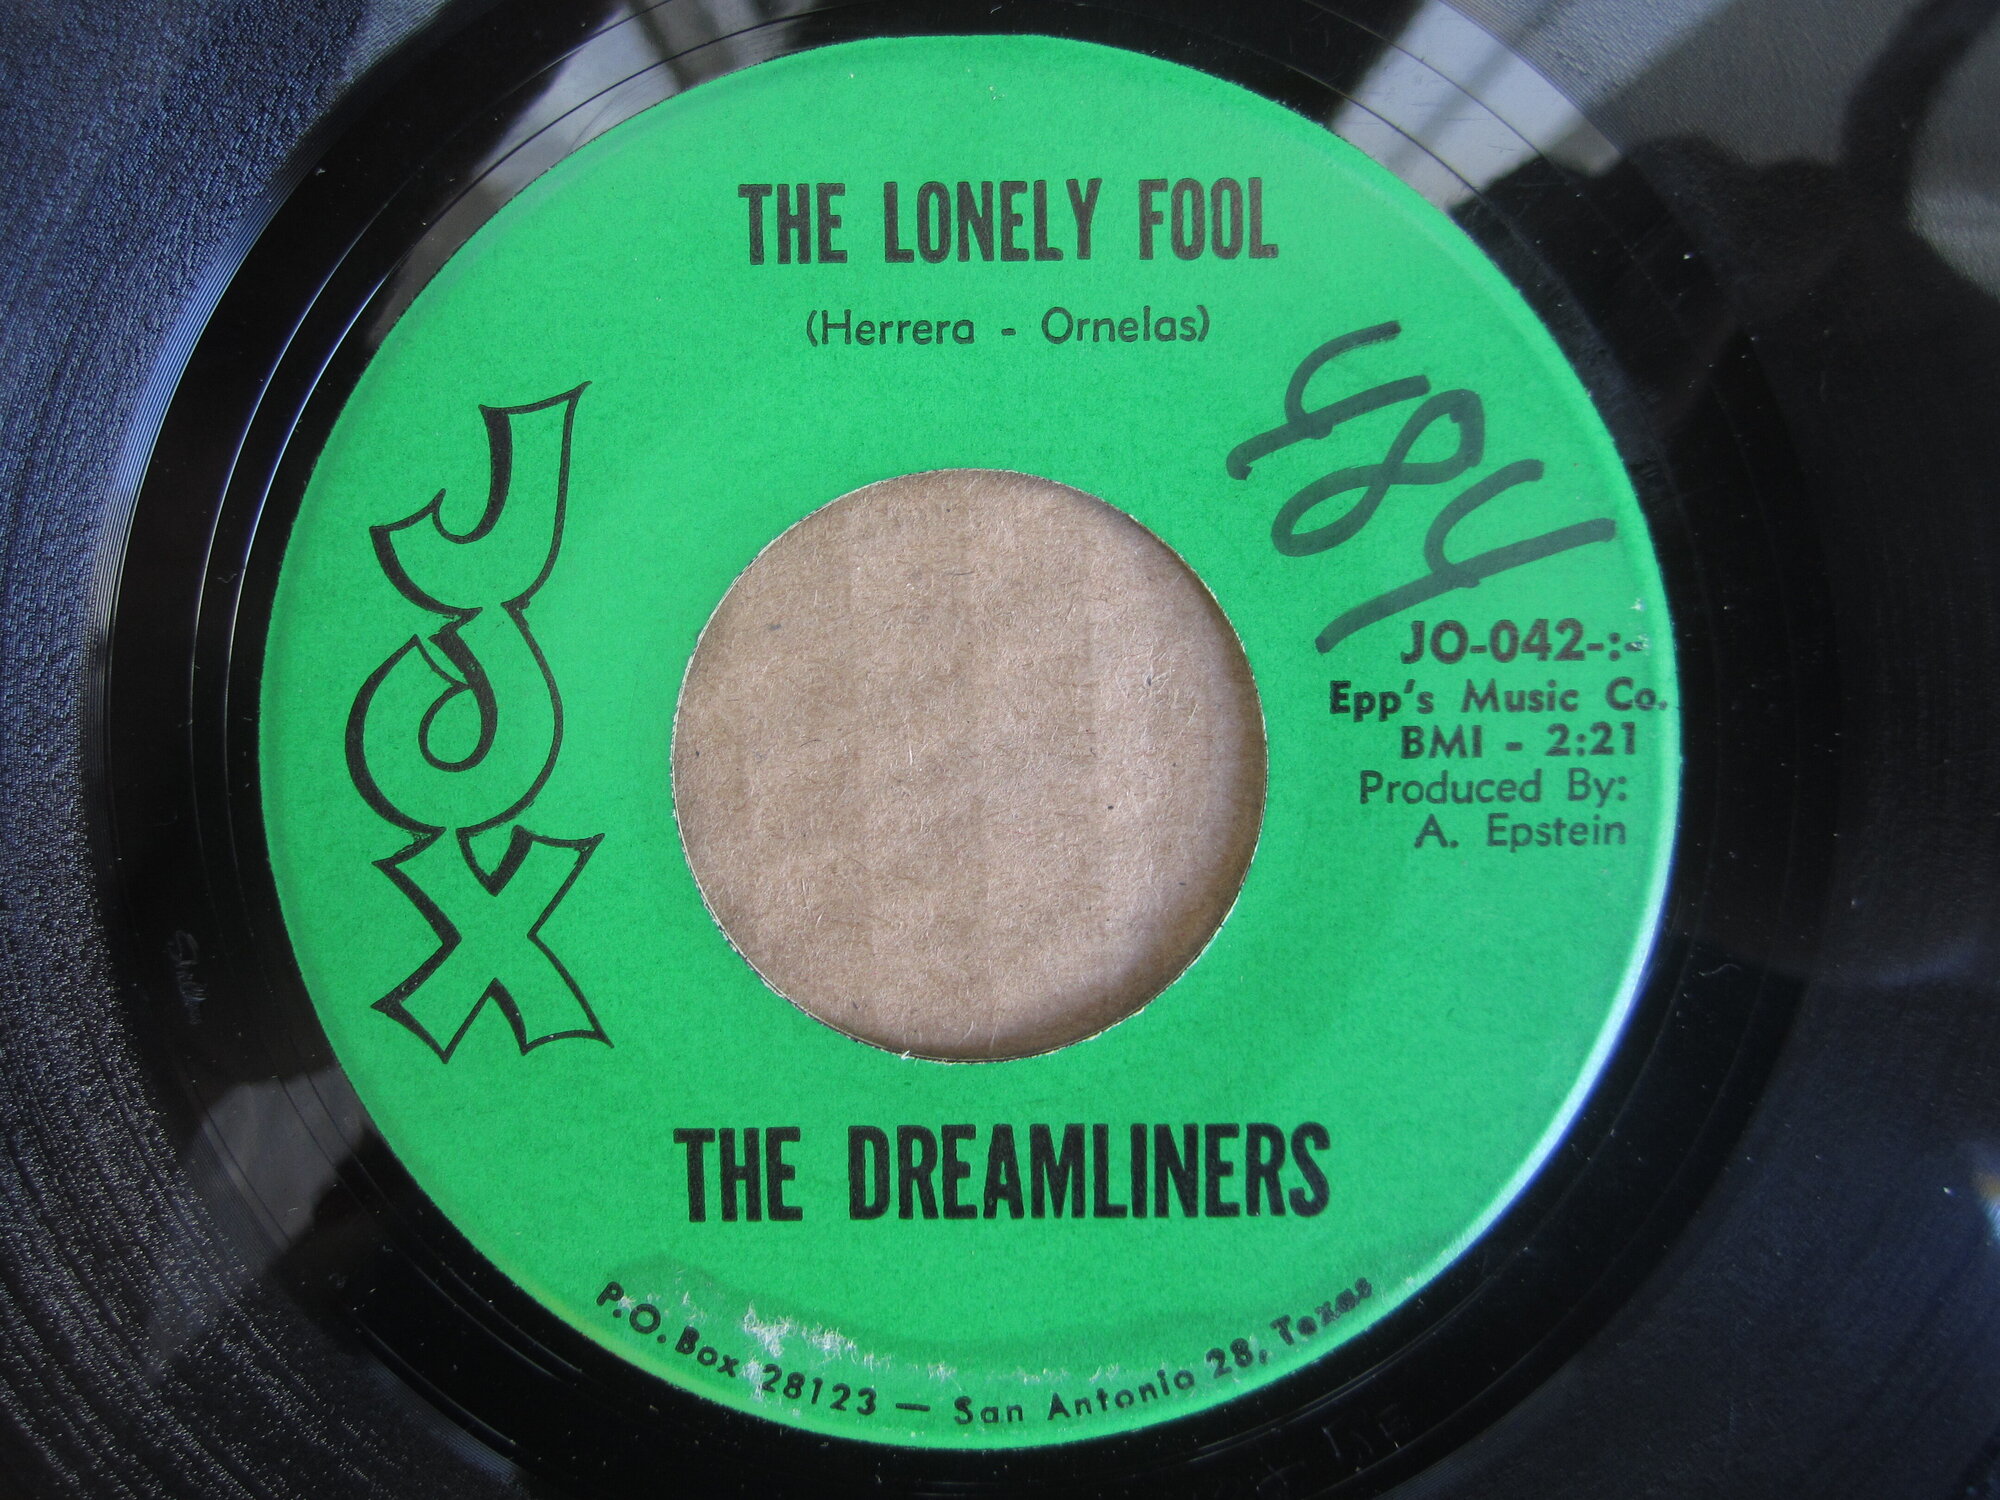 THE LONELY FOOL
(Herrera - Ornelas)
484
JOX
JO-042-:-
Epp's Music Co.
BMI - 2:21
Produced By:
A. Epstein
THE DREAMLINERS
P.O. Box 28123 — San Antonio 28, Texas